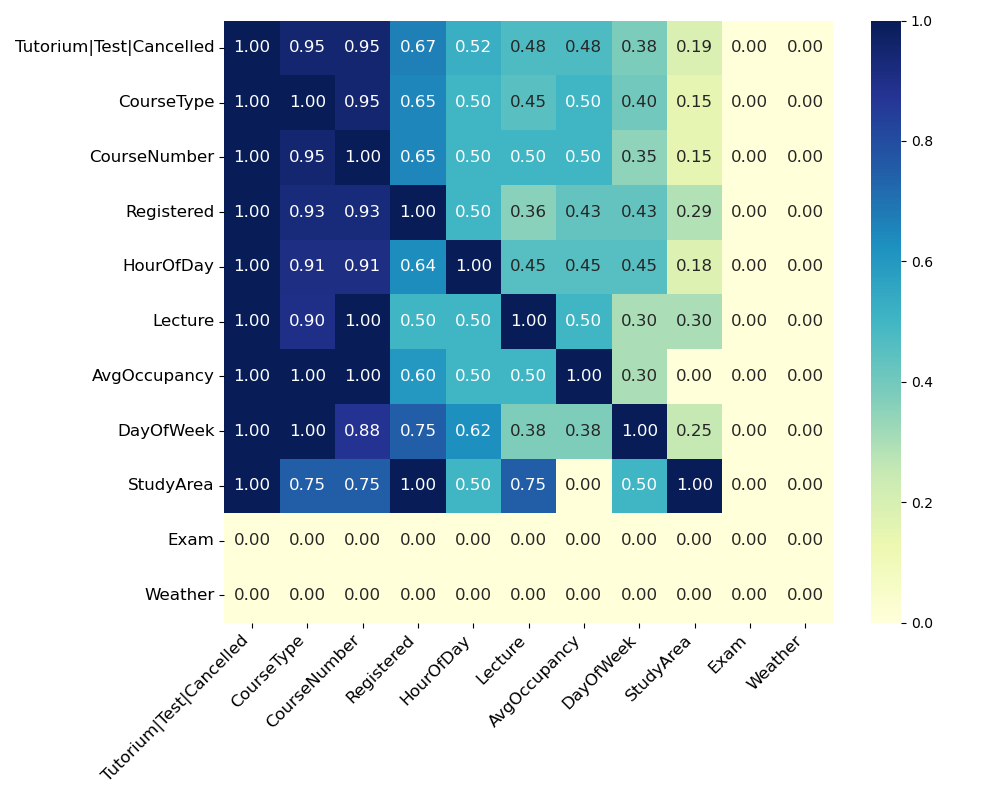 Tutorium|Test|Cancelled 1.00 0.95 0.95 0.67 0.52 0.48 0.48 0.38 0.19 0.00 0.00
CourseType 1.00 1.00 0.95 0.65 0.50 0.45 0.50 0.40 0.15 0.00 0.00
CourseNumber 1.00 0.95 1.00 0.65 0.50 0.50 0.50 0.35 0.15 0.00 0.00
Registered 1.00 0.93 0.93 1.00 0.50 0.36 0.43 0.43 0.29 0.00 0.00
HourOfDay 1.00 0.91 0.91 0.64 1.00 0.45 0.45 0.45 0.18 0.00 0.00
Lecture 1.00 0.90 1.00 0.50 0.50 1.00 0.50 0.30 0.30 0.00 0.00
AvgOccupancy 1.00 1.00 1.00 0.60 0.50 0.50 1.00 0.30 0.00 0.00 0.00
DayOfWeek 1.00 1.00 0.88 0.75 0.62 0.38 0.38 1.00 0.25 0.00 0.00
StudyArea 1.00 0.75 0.75 1.00 0.50 0.75 0.00 0.50 1.00 0.00 0.00
Exam 0.00 0.00 0.00 0.00 0.00 0.00 0.00 0.00 0.00 0.00 0.00
Weather 0.00 0.00 0.00 0.00 0.00 0.00 0.00 0.00 0.00 0.00 0.00
Tutorium|Test|Cancelled
CourseType
CourseNumber
Registered
HourOfDay
Lecture
AvgOccupancy
DayOfWeek
StudyArea
Exam
Weather
1.0
0.8
0.6
0.4
0.2
0.0